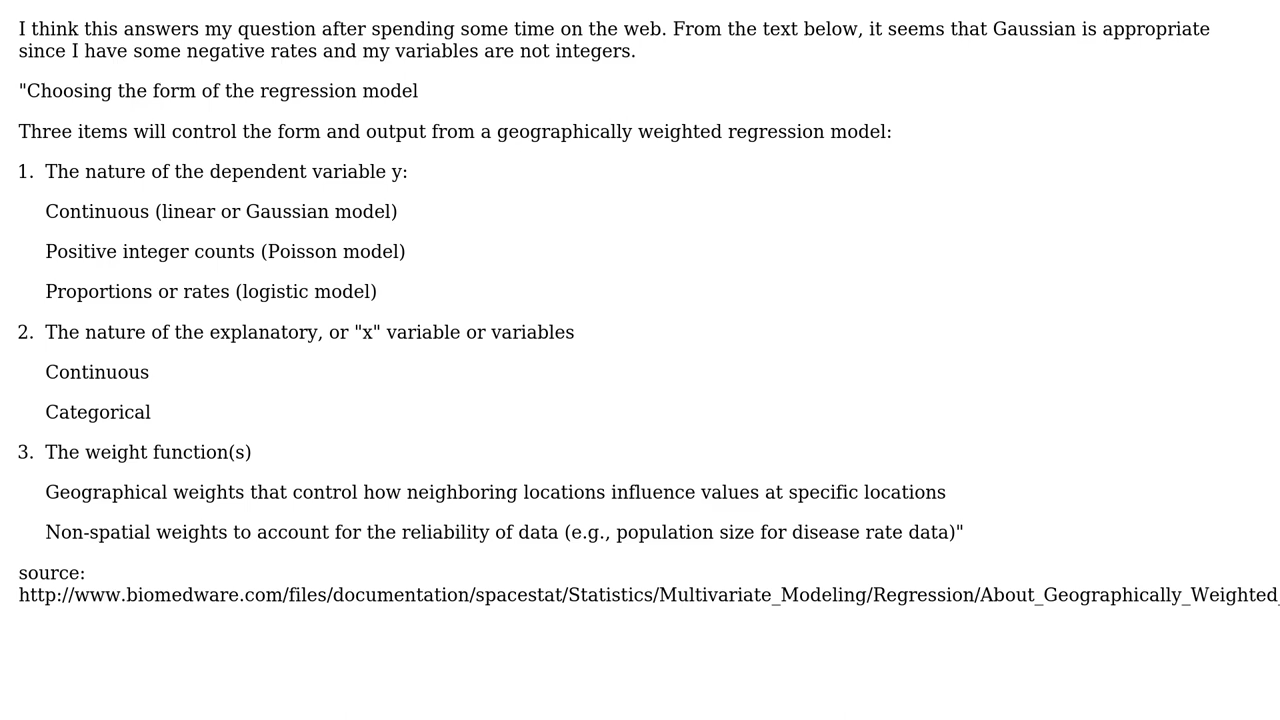 I think this answers my question after spending some time on the web. From the text below, it seems that Gaussian is appropriate
since I have some negative rates and my variables are not integers.
"Choosing the form of the regression model
Three items will control the form and output from a geographically weighted regression model:
1. The nature of the dependent variable y:
Continuous (linear or Gaussian model)
Positive integer counts (Poisson model)
Proportions or rates (logistic model)
2. The nature of the explanatory, or "x" variable or variables
Continuous
Categorical
3. The weight function(s)
Geographical weights that control how neighboring locations influence values at specific locations
Non-spatial weights to account for the reliability of data (e.g., population size for disease rate data)"
source:
http://www.biomedware.com/files/documentation/spacestat/Statistics/Multivariate_Modeling/Regression/About_Geographically_Weighted_